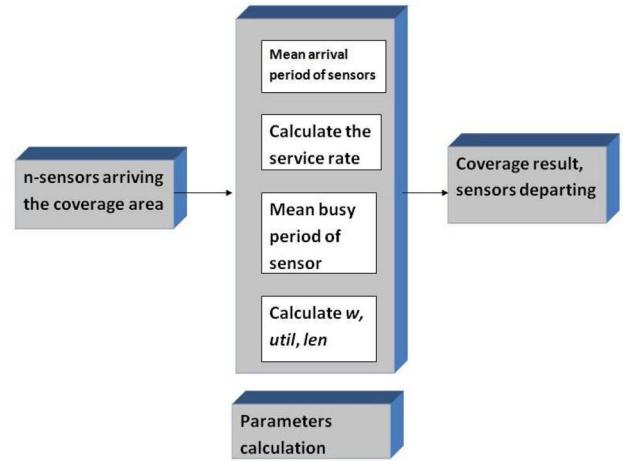 n-sensors arriving
the coverage area
Mean arrival
period of sensors
Calculate the
service rate
Mean busy
period of
sensor
Calculate w,
util, len
Coverage result,
sensors departing
Parameters
calculation